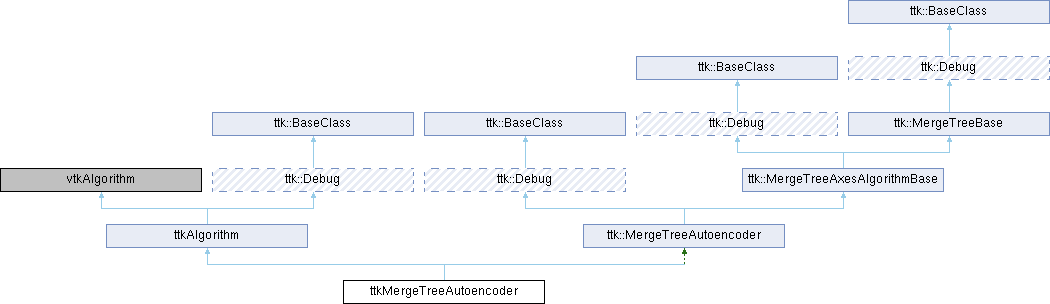 ttk::BaseClass
ttk::BaseClass
ttk::Debug
ttk::BaseClass
ttk::BaseClass
ttk::Debug
ttk::MergeTreeBase
vtkAlgorithm
ttk::Debug
ttk::Debug
ttk::MergeTreeAxesAlgorithmBase
ttkAlgorithm
ttk::MergeTreeAutoencoder
ttkMergeTreeAutoencoder